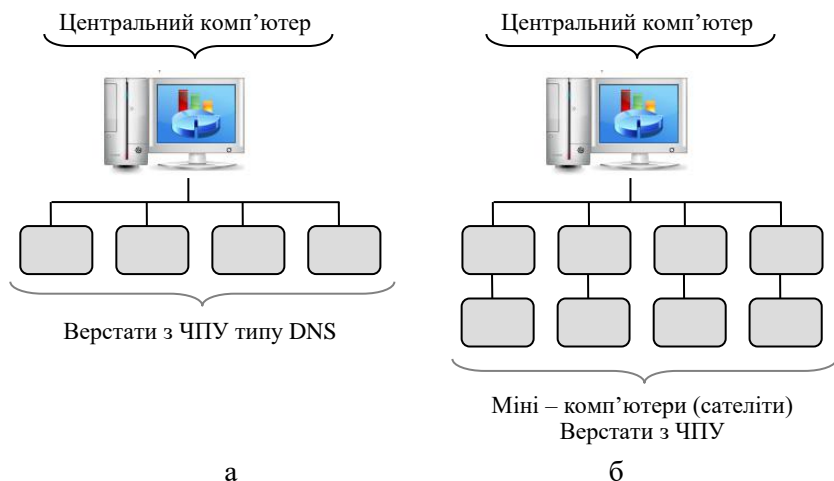 Центральний комп’ютер
Центральний комп’ютер
Верстати з ЧПУ типу DNS
Міні – комп’ютери (сателіти)
Верстати з ЧПУ
а
б